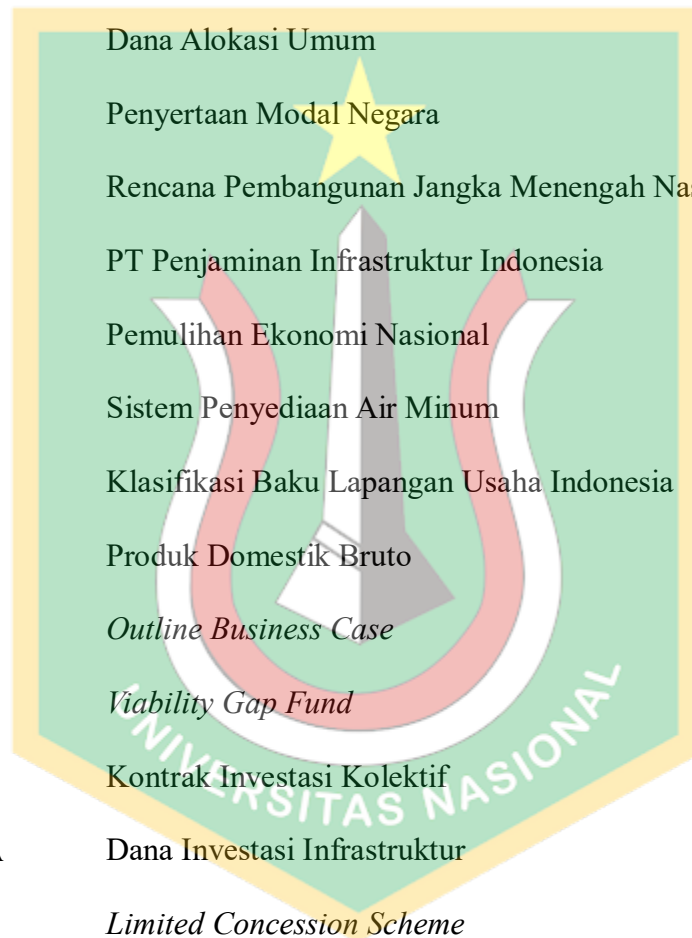 Dana Alokasi Umum
Penyertaan Modal Negara
Rencana Pembangunan Jangka Menengah Nas
PT Penjaminan Infrastruktur Indonesia
Pemulihan Ekonomi Nasional
Sistem Penyediaan Air Minum
Klasifikasi Baku Lapangan Usaha Indonesia
Produk Domestik Bruto
Outline Business Case
Viability Gap Fund
Kontrak Investasi Kolektif
Dana Investasi Infrastruktur
Limited Concession Scheme
UNIVERSITAS NASIONAL